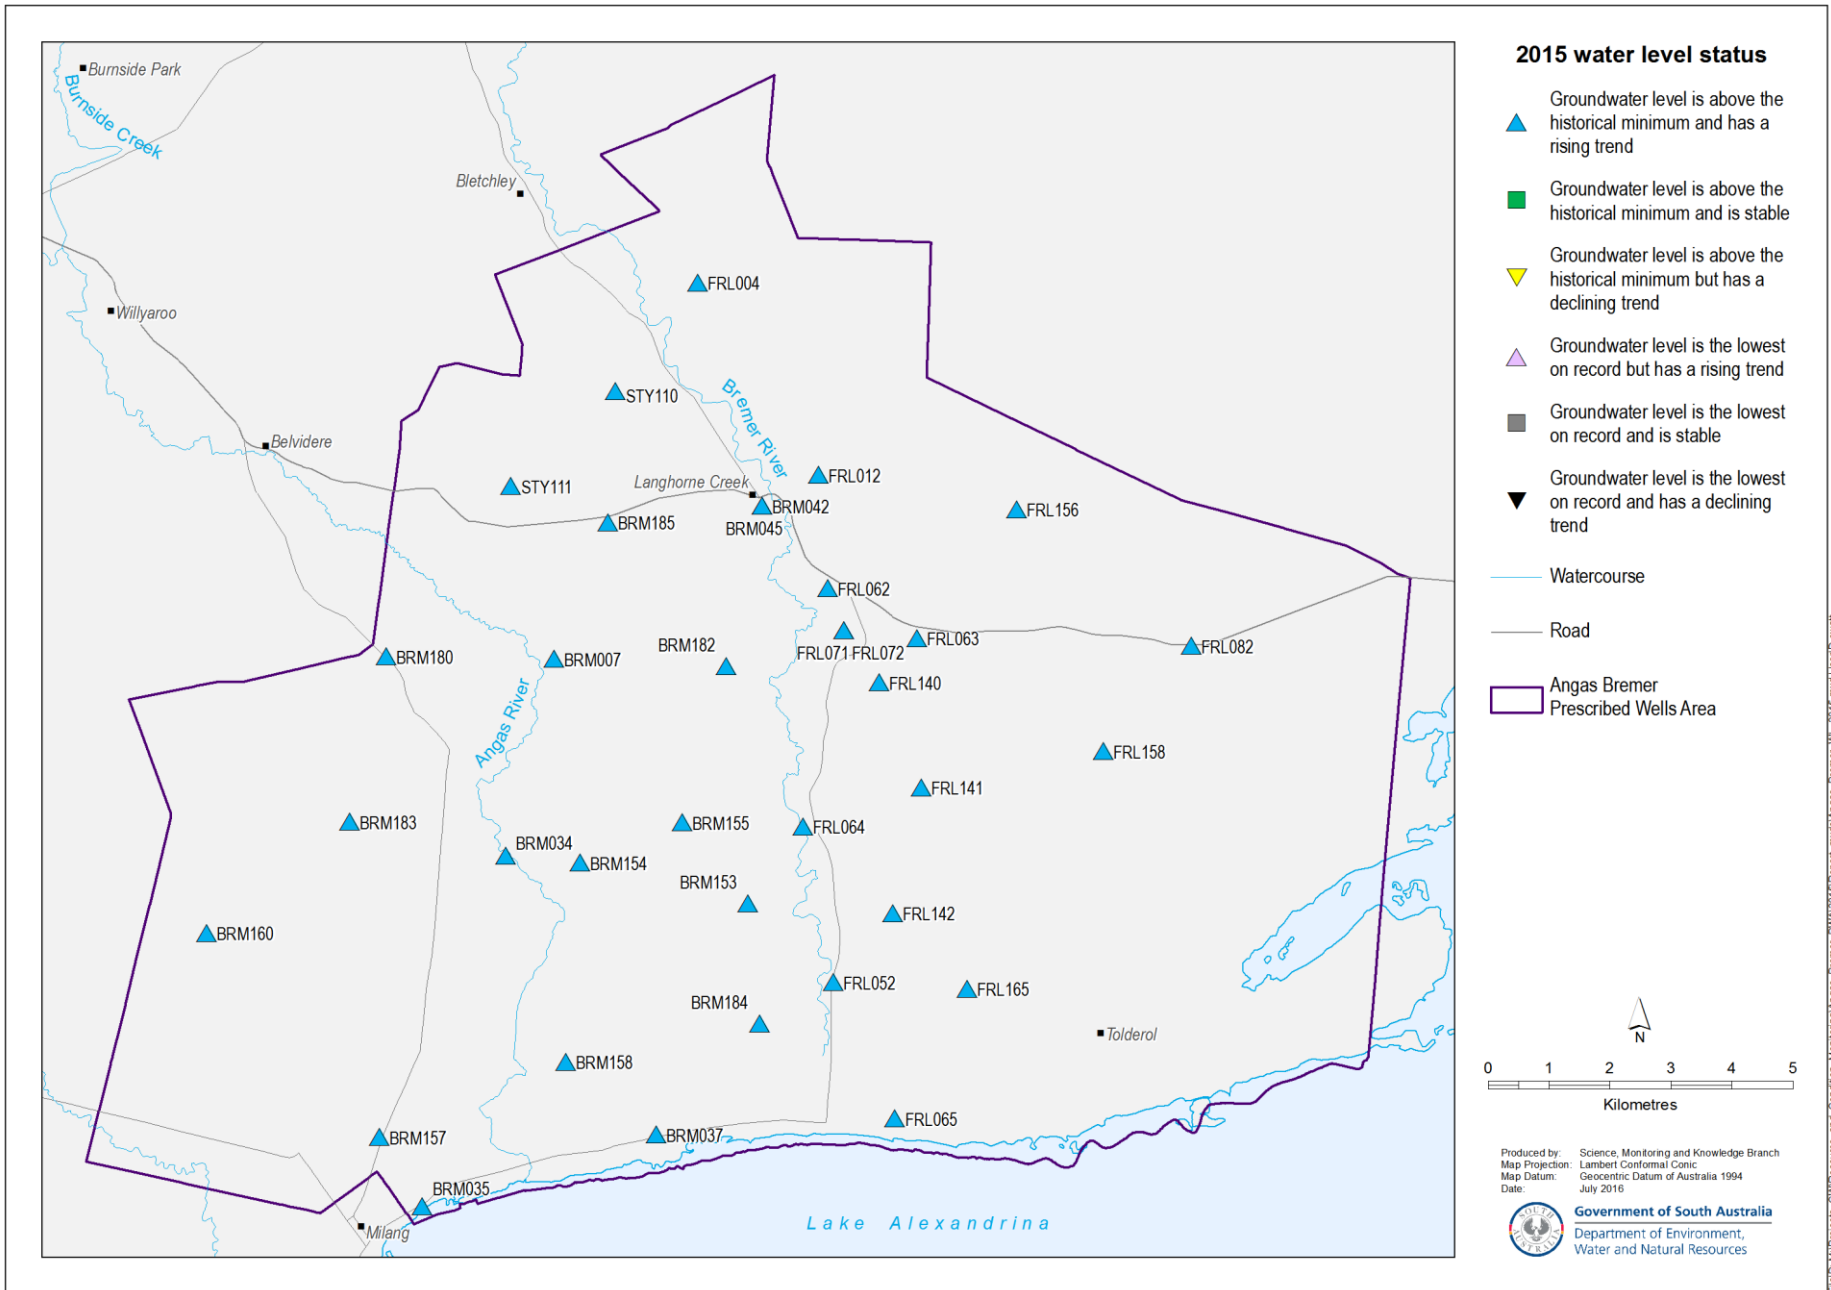 Burnside Park
Burnside Creek
Bletchley
Willyaroo
FRL004
STY110
Bremer River
Belvidere
FRL012
Langhorne Creek
STY111
BRM042
FRL156
BRM185
BRM045
FRL062
BRM182
FRL063
FRL082
FRL071 FRL072
BRM180
BRM007
FRL140
Angas River
FRL158
FRL141
BRM183
BRM155
FRL064
BRM034
BRM154
BRM153
FRL142
BRM160
FRL052
FRL165
BRM184
Tolderol
BRM158
FRL065
BRM157
BRM037
BRM035
Milang
Lake Alexandrina
2015 water level status
Groundwater level is above the
historical minimum and has a
rising trend
Groundwater level is above the
historical minimum and is stable
Groundwater level is above the
historical minimum but has a
declining trend
Groundwater level is the lowest
on record but has a rising trend
Groundwater level is the lowest
on record and is stable
Groundwater level is the lowest
on record and has a declining
trend
Watercourse
Road
Angas Bremer
Prescribed Wells Area
N
0 1 2 3 4 5
Kilometres
Produced by: Science, Monitoring and Knowledge Branch
Map Projection: Lambert Conformal Conic
Map Datum: Geocentric Datum of Australia 1994
Date: July 2016
SOUTH AUSTRALIA
Government of South Australia
Department of Environment,
Water and Natural Resources